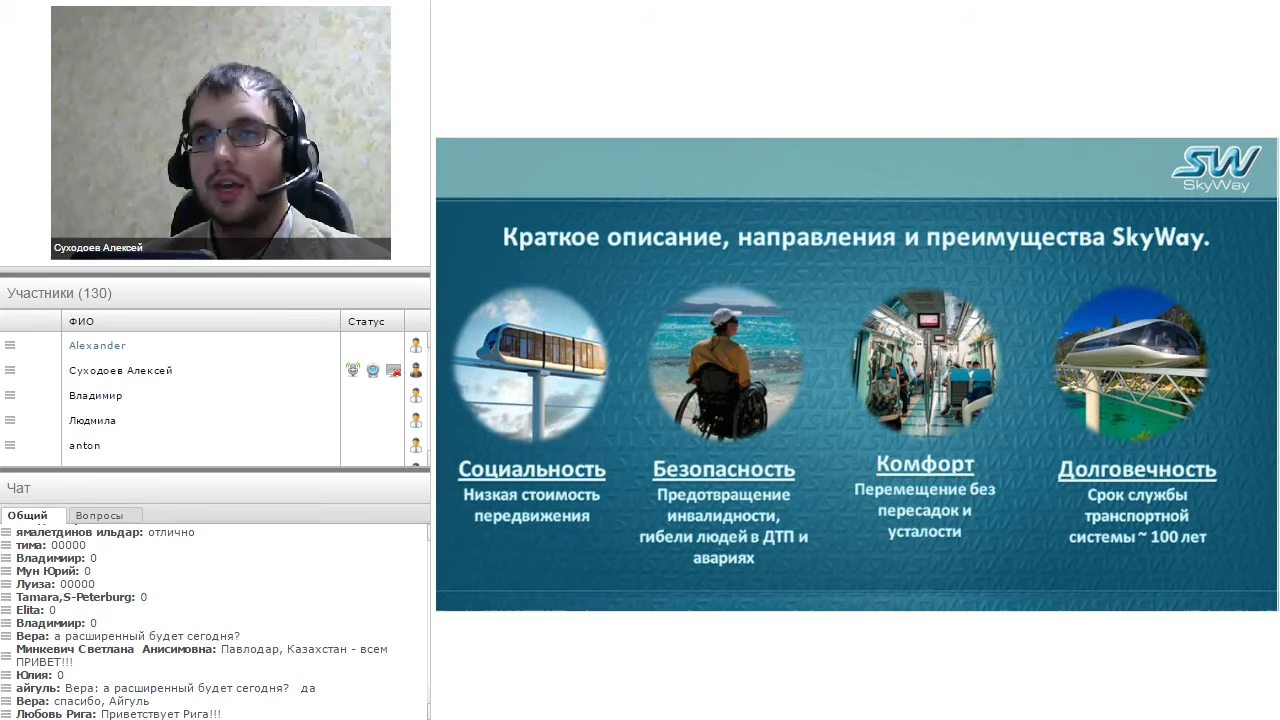 Суходоев Алексей
Участники (130)
ФИО
Статус
Alexander
Суходоев Алексей
Владимир
Людмила
anton
Чат
Общий
Вопросы
ямалетдинов ильдар: отлично
тима: 00000
Владимиир: 0
Мун Юрий: 0
Луиза: 00000
Tamara,S-Peterburg: 0
Elita: 0
Владимиир: 0
Вера: а расширенный будет сегодня?
Минкевич Светлана Анисимовна: Павлодар, Казахстан - всем
ПРИВЕТ!!!
Юлия: 0
айгуль: Вера: а расширенный будет сегодня? да
Вера: спасибо, Айгуль
Любовь Рига: Приветствует Рига!!!
SW
SkyWay
Краткое описание, направления и преимущества SkyWay.
Социальность
Низкая стоимость
передвижения
Безопасность
Предотвращение
инвалидности,
гибели людей в ДТП и
авариях
Комфорт
Перемещение без
пересадок и
усталости
Долговечность
Срок службы
транспортной
системы ~ 100 лет